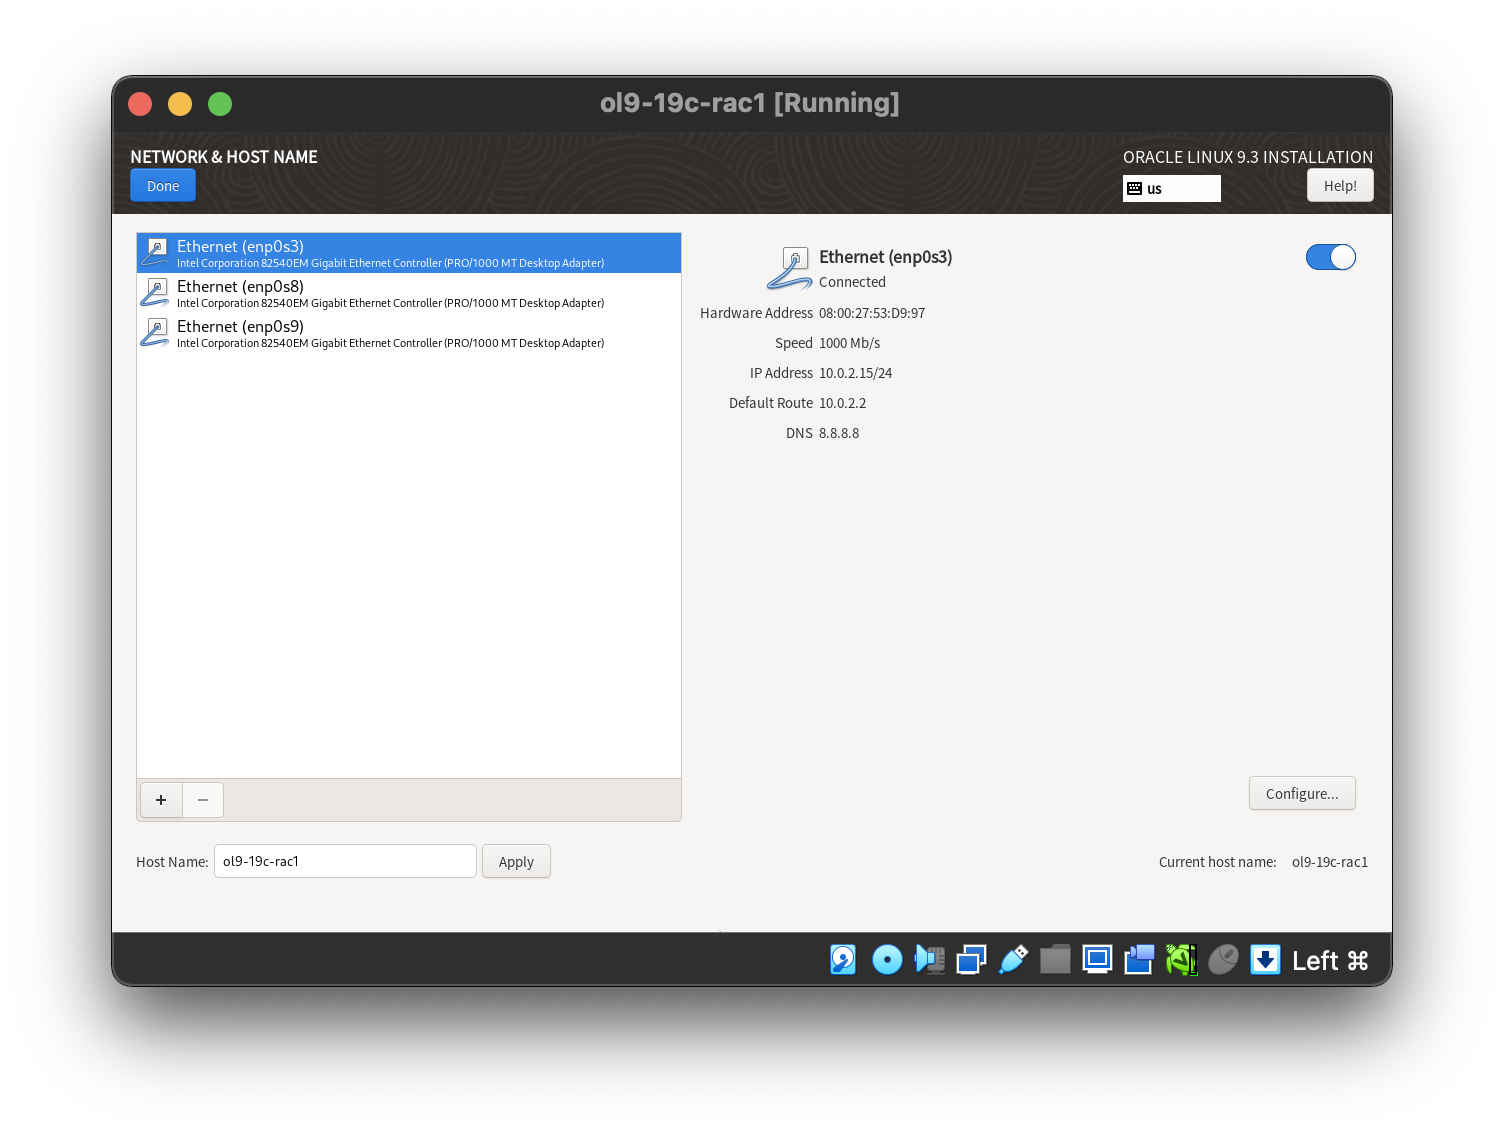 ol9-19c-rac1 [Running]
NETWORK & HOST NAME
Done
ORACLE LINUX 9.3 INSTALLATION
us
Help!
Ethernet (enp0s3)
Intel Corporation 82540EM Gigabit Ethernet Controller (PRO/1000 MT Desktop Adapter)
Ethernet (enp0s8)
Intel Corporation 82540EM Gigabit Ethernet Controller (PRO/1000 MT Desktop Adapter)
Ethernet (enp0s9)
Intel Corporation 82540EM Gigabit Ethernet Controller (PRO/1000 MT Desktop Adapter)
Ethernet (enp0s3)
Connected
Hardware Address 08:00:27:53:D9:97
Speed 1000 Mb/s
IP Address 10.0.2.15/24
Default Route 10.0.2.2
DNS 8.8.8.8
+ −
Configure...
Host Name: ol9-19c-rac1 Apply
Current host name: ol9-19c-rac1
Left ⌘